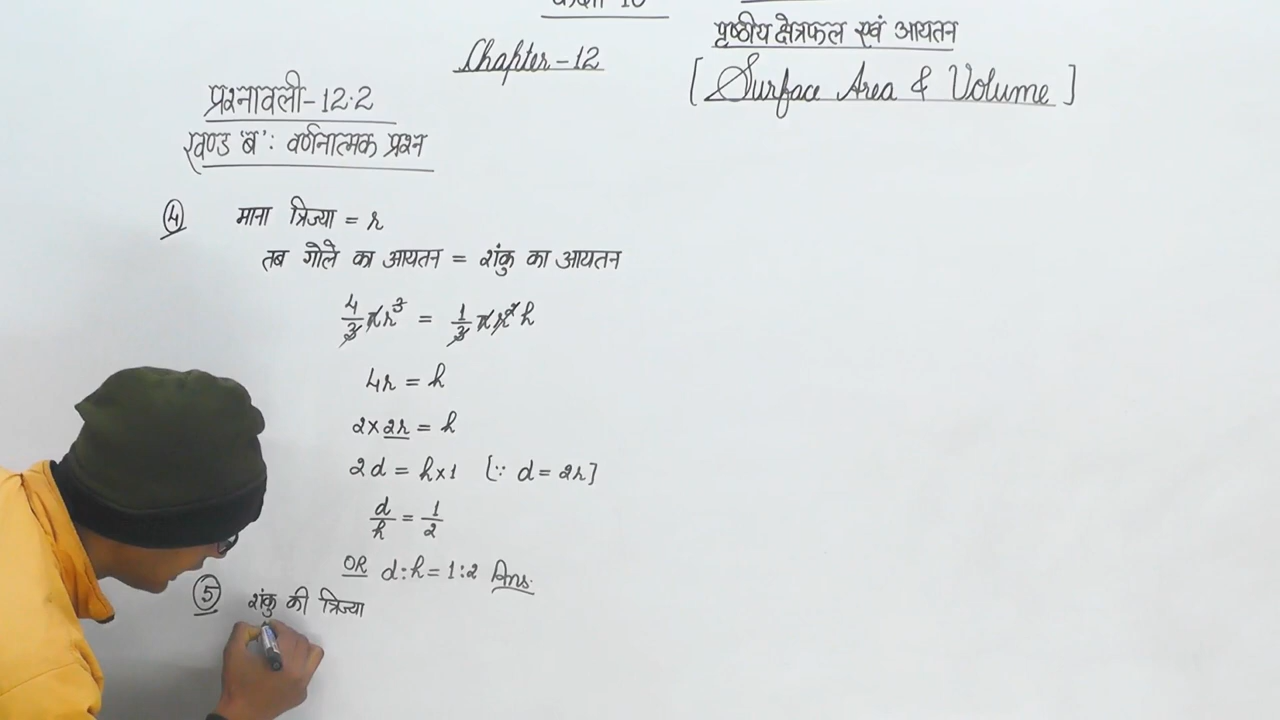 कक्षा 10
Chapter-12
पृष्ठीय क्षेत्रफल एवं आयतन
[ Surface Area & Volume ]
प्रश्नावली-12.2
खण्ड 'ब': वर्णनात्मक प्रश्न
④ माना त्रिज्या = r
तब गोले का आयतन = शंकु का आयतन
4/3 πr³ = 1/3 πr²h
4r = h
2×2r = h
2d = h×1 [∵ d = 2r]
d/h = 1/2
OR d:h = 1:2 Ans.
⑤ शंकु की त्रिज्या